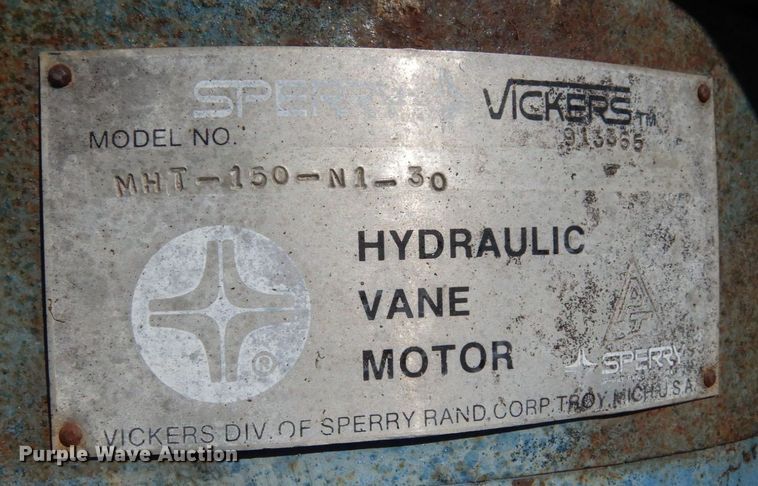 SPERRY VICKERS TM
MODEL NO. 913355
MHT-150-N1-30
HYDRAULIC
VANE
MOTOR
®
SPERRY
VICKERS DIV. OF SPERRY RAND. CORP. TROY, MICH. U.S.A.
Purple Wave Auction